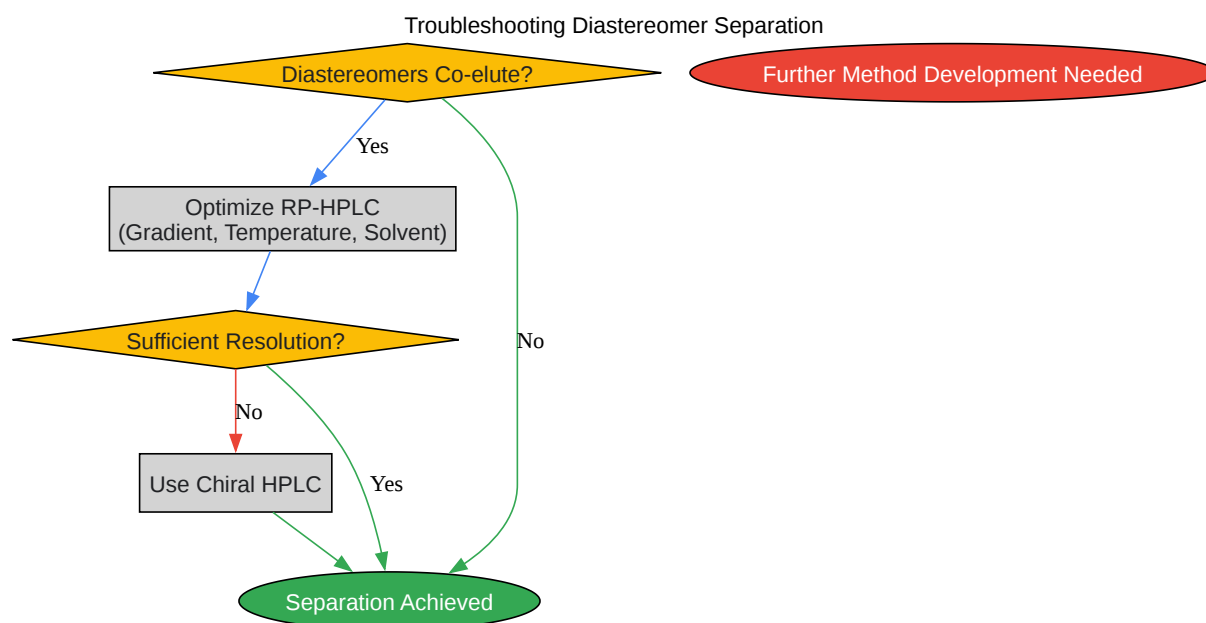 Troubleshooting Diastereomer Separation
Diastereomers Co-elute?
Further Method Development Needed
Yes
Optimize RP-HPLC
(Gradient, Temperature, Solvent)
Sufficient Resolution?
No
No
Use Chiral HPLC
Yes
Separation Achieved